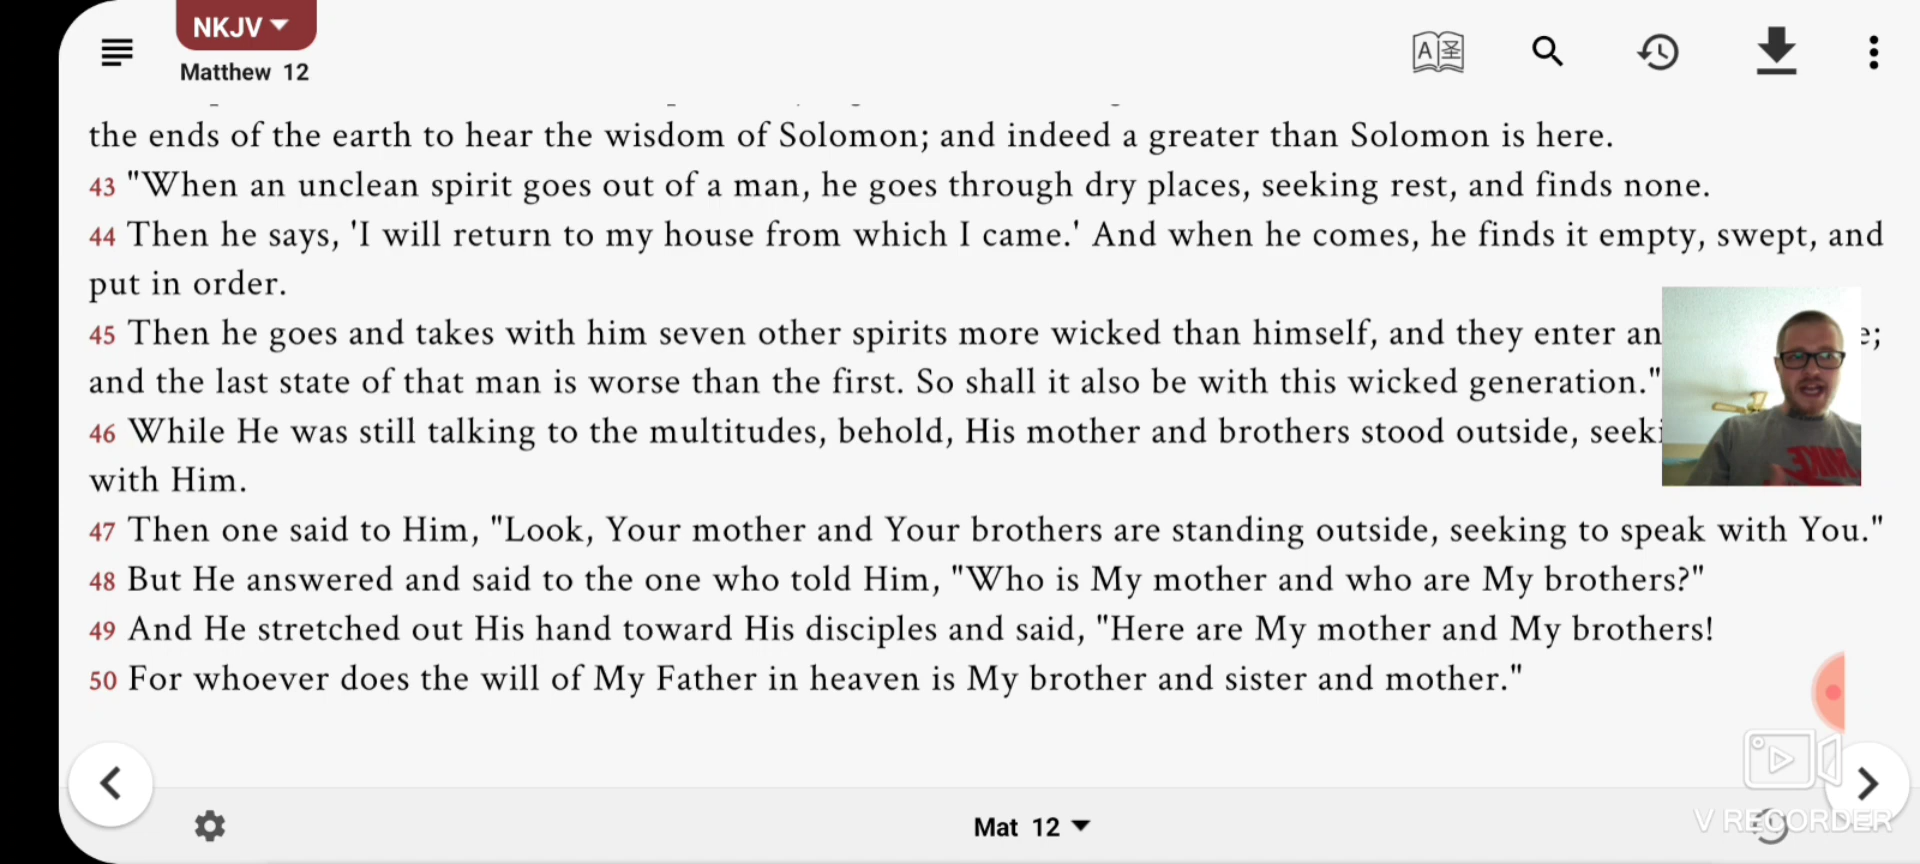 NKJV
Matthew 12
the ends of the earth to hear the wisdom of Solomon; and indeed a greater than Solomon is here.
43 "When an unclean spirit goes out of a man, he goes through dry places, seeking rest, and finds none.
44 Then he says, 'I will return to my house from which I came.' And when he comes, he finds it empty, swept, and
put in order.
45 Then he goes and takes with him seven other spirits more wicked than himself, and they enter an e;
and the last state of that man is worse than the first. So shall it also be with this wicked generation."
46 While He was still talking to the multitudes, behold, His mother and brothers stood outside, seeki
with Him.
47 Then one said to Him, "Look, Your mother and Your brothers are standing outside, seeking to speak with You."
48 But He answered and said to the one who told Him, "Who is My mother and who are My brothers?"
49 And He stretched out His hand toward His disciples and said, "Here are My mother and My brothers!
50 For whoever does the will of My Father in heaven is My brother and sister and mother."
A 圣
NIKE
Mat 12
V RECORDER